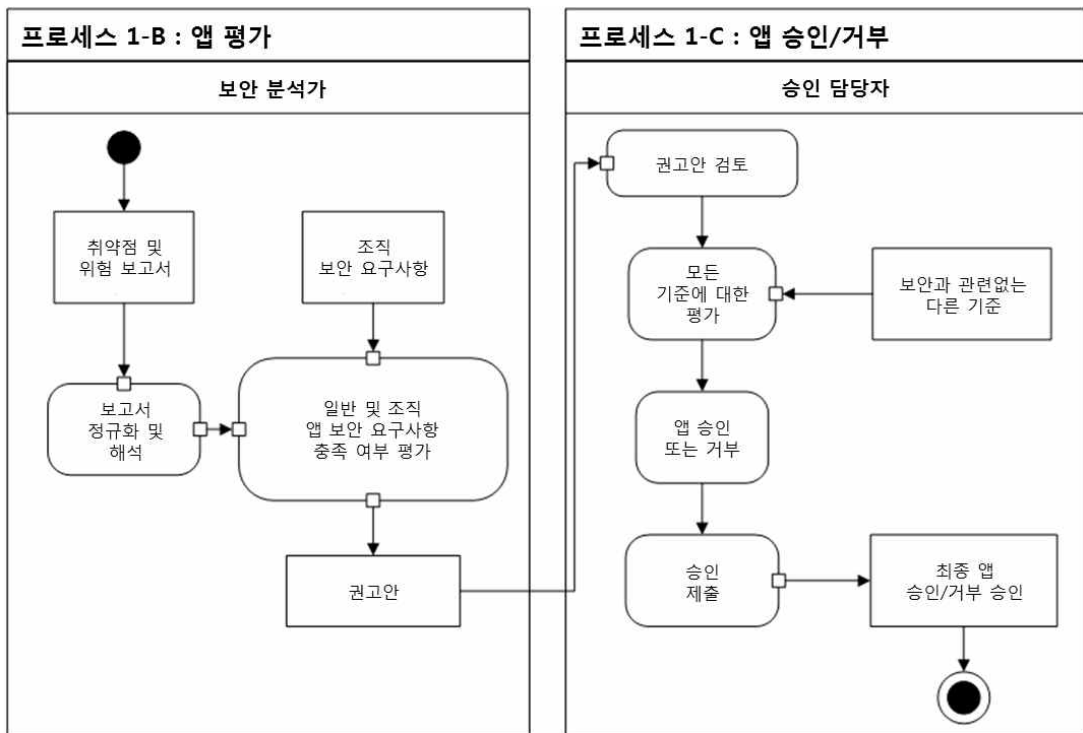 프로세스 1-B : 앱 평가
보안 분석가
취약점 및
위험 보고서
조직
보안 요구사항
보고서
정규화 및
해석
일반 및 조직
앱 보안 요구사항
충족 여부 평가
권고안
프로세스 1-C : 앱 승인/거부
승인 담당자
권고안 검토
모든
기준에 대한
평가
보안과 관련없는
다른 기준
앱 승인
또는 거부
승인
제출
최종 앱
승인/거부 승인